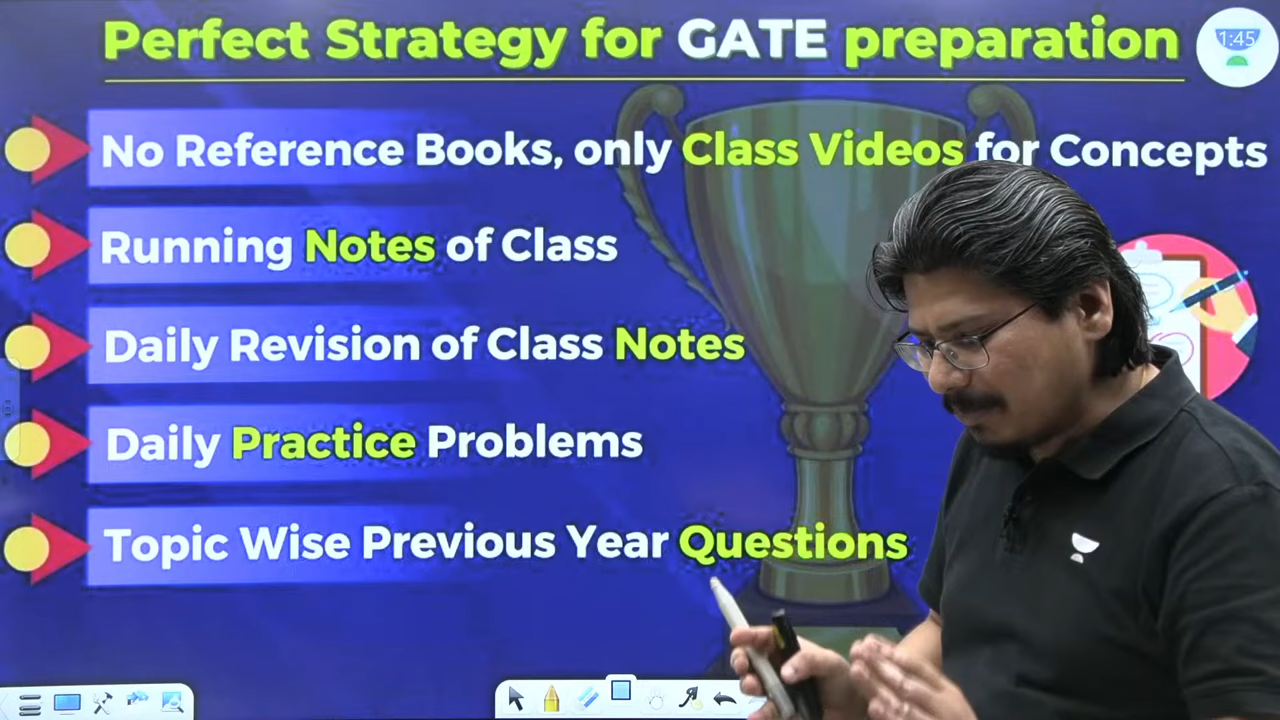 Perfect Strategy for GATE preparation
1:45
No Reference Books, only Class Videos for Concepts
Running Notes of Class
Daily Revision of Class Notes
Daily Practice Problems
Topic Wise Previous Year Questions